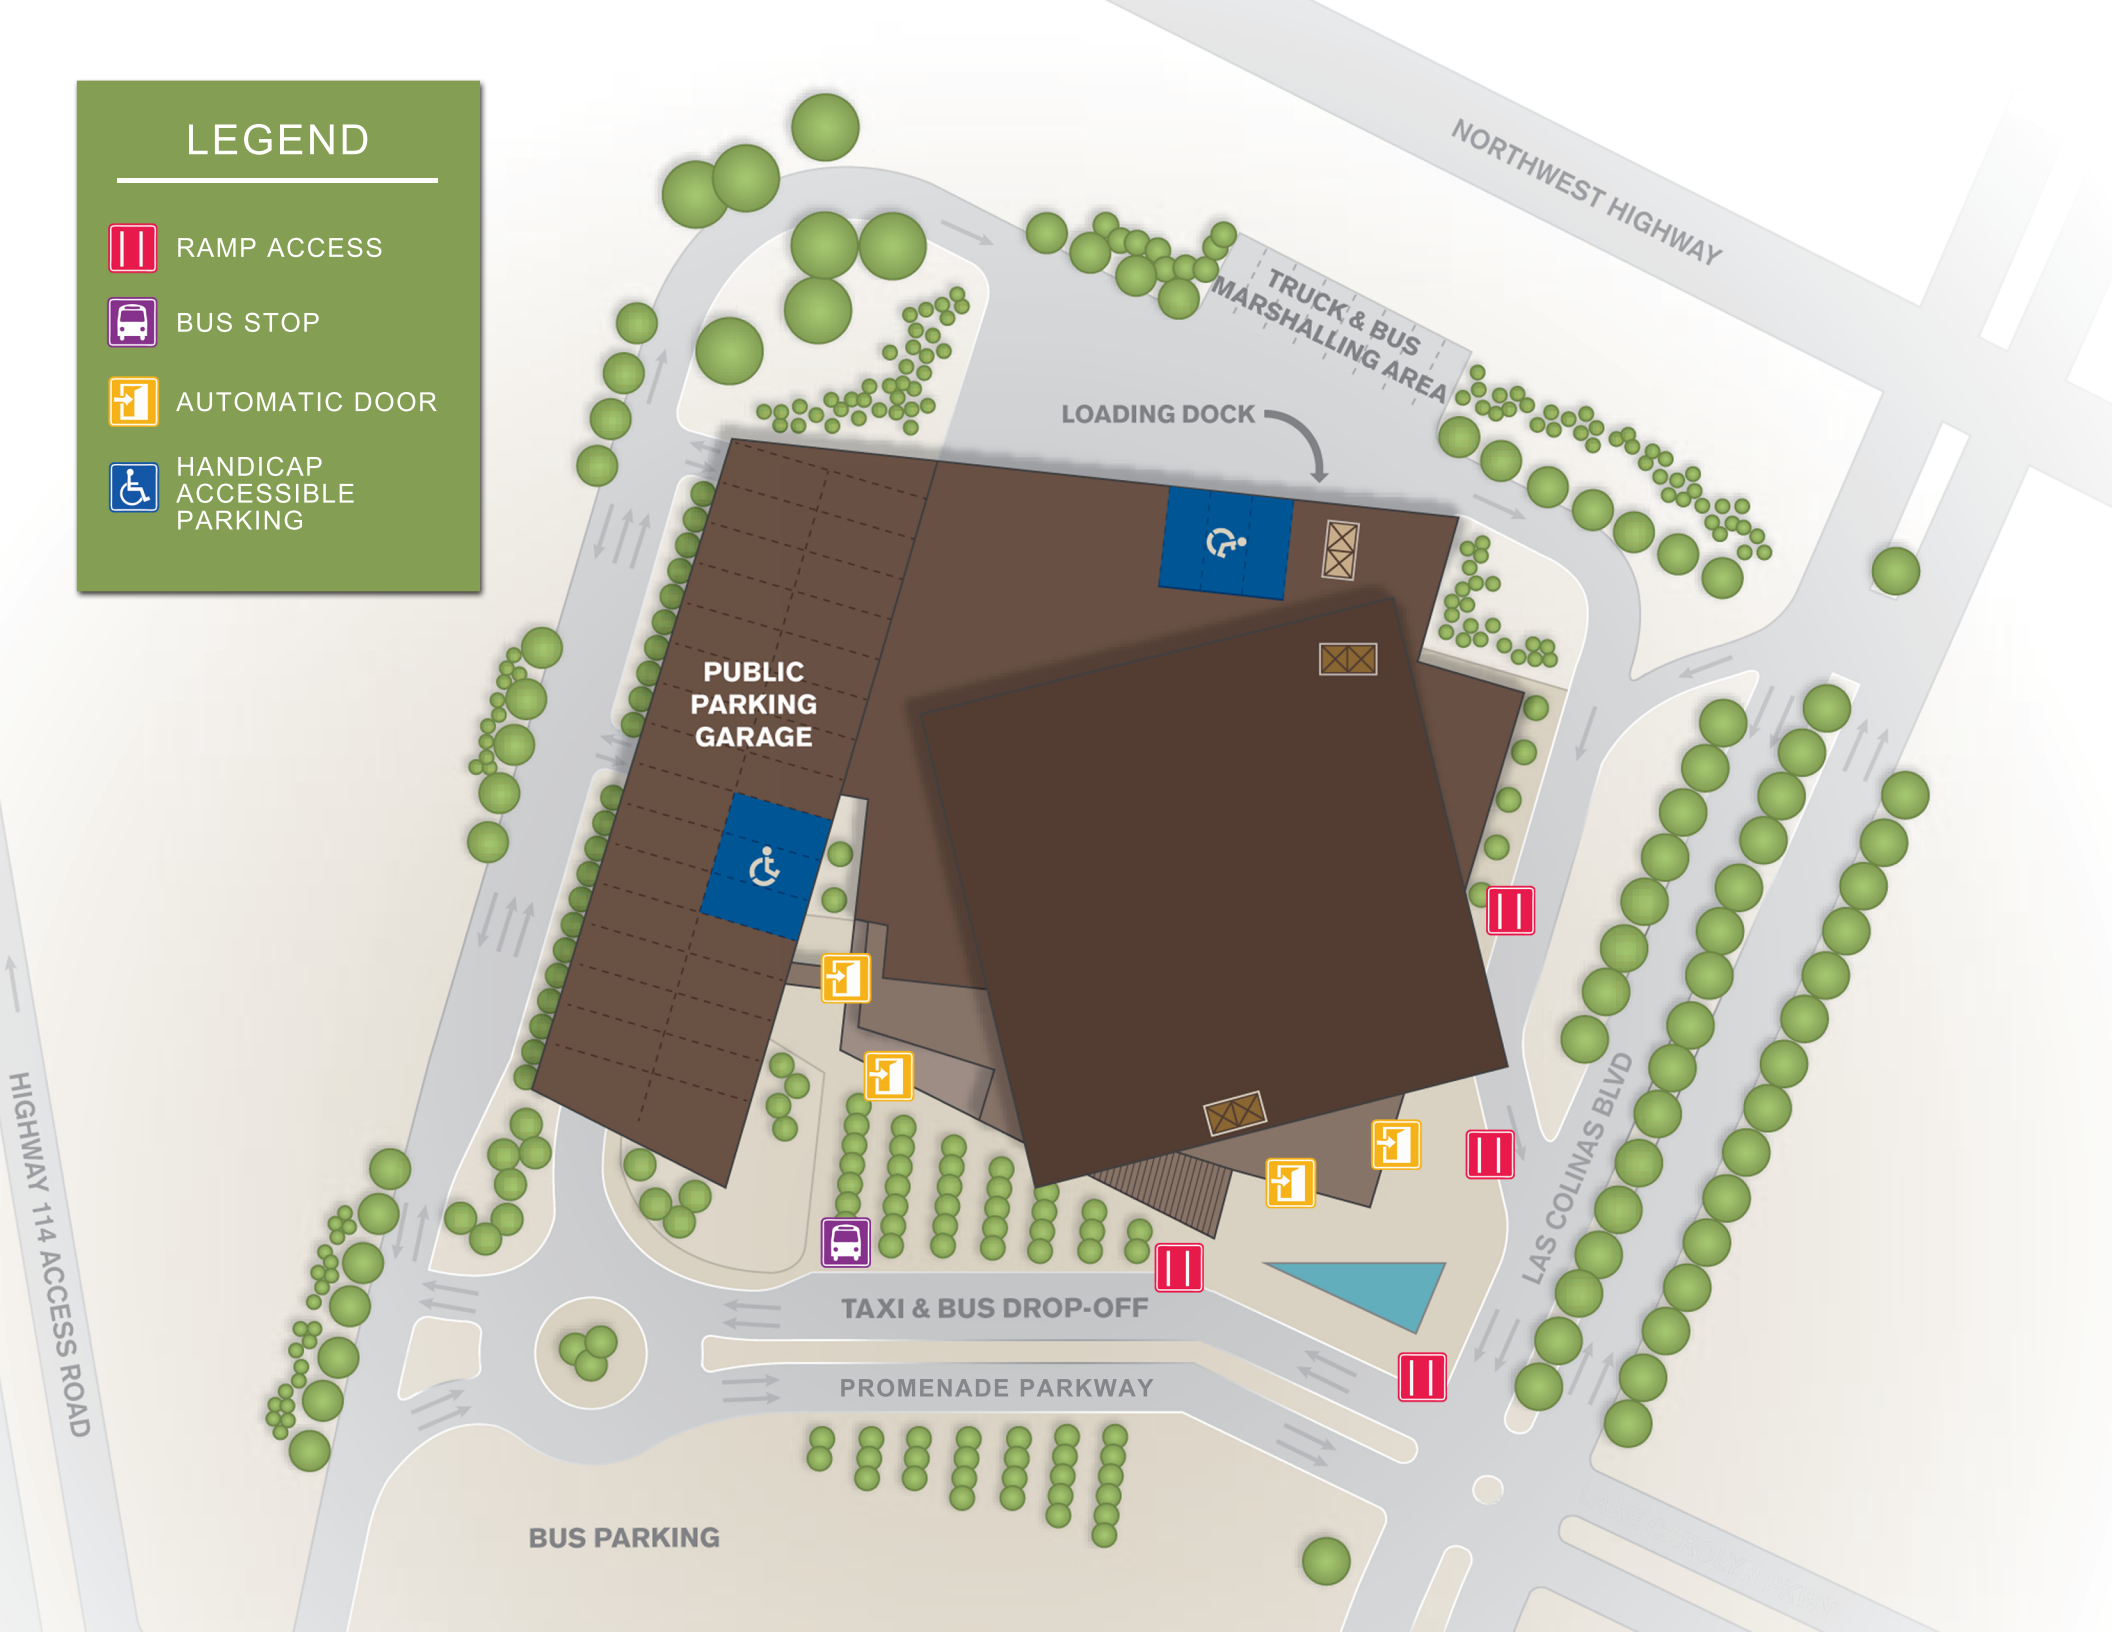 LEGEND
RAMP ACCESS
BUS STOP
AUTOMATIC DOOR
HANDICAP
ACCESSIBLE
PARKING
NORTHWEST HIGHWAY
TRUCK & BUS
MARSHALLING AREA
LOADING DOCK
PUBLIC
PARKING
GARAGE
HIGHWAY 114 ACCESS ROAD
LAS COLINAS BLVD
TAXI & BUS DROP-OFF
PROMENADE PARKWAY
BUS PARKING